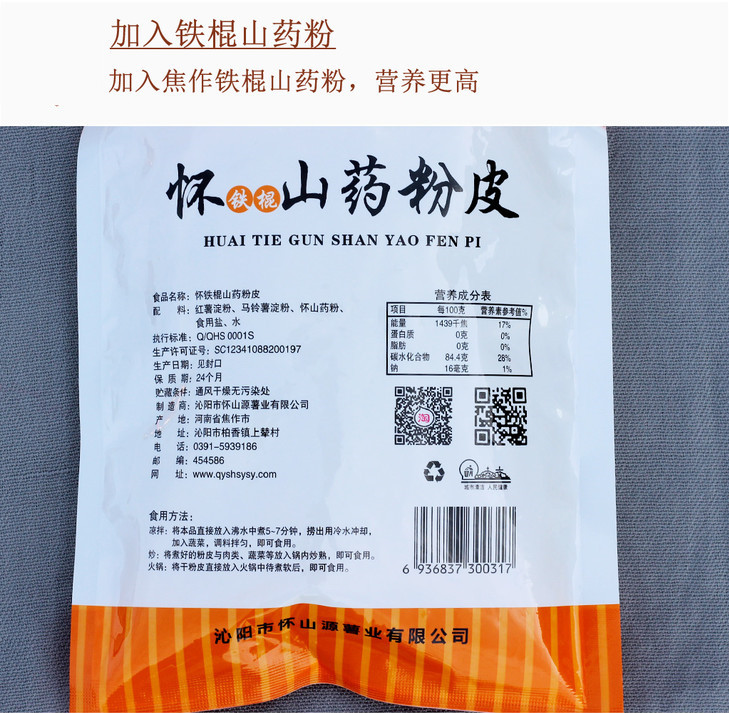 加入铁棍山药粉
加入焦作铁棍山药粉，营养更高
怀铁棍山药粉皮
HUAI TIE GUN SHAN YAO FEN PI
食品名称：怀铁棍山药粉皮
配 料：红薯淀粉、马铃薯淀粉、怀山药粉、
食用盐、水
执行标准：Q/QHS 0001S
生产许可证号：SC12341088200197
生产日期：见封口
保 质 期：24个月
贮藏条件：通风干燥无污染处
制 造 商：沁阳市怀山源薯业有限公司
产 地：河南省焦作市
地 址：沁阳市柏香镇上辇村
电 话：0391-5939186
邮 编：454586
网 址：www.qyshsysy.com
营养成分表
项目 每100克 营养素参考值%
能量 1439千焦 17%
蛋白质 0克 0%
脂肪 0克 0%
碳水化合物 84.4克 28%
钠 16毫克 1%
淘
食用方法：
凉拌：将本品直接放入沸水中煮5-7分钟，捞出用冷水冲却，
加入蔬菜，调料拌匀，即可食用。
炒：将煮好的粉皮与肉类、蔬菜等放入锅内炒熟，即可食用。
火锅：将干粉皮直接放入火锅中待煮软后，即可食用。
6 936837 300317
沁阳市怀山源薯业有限公司